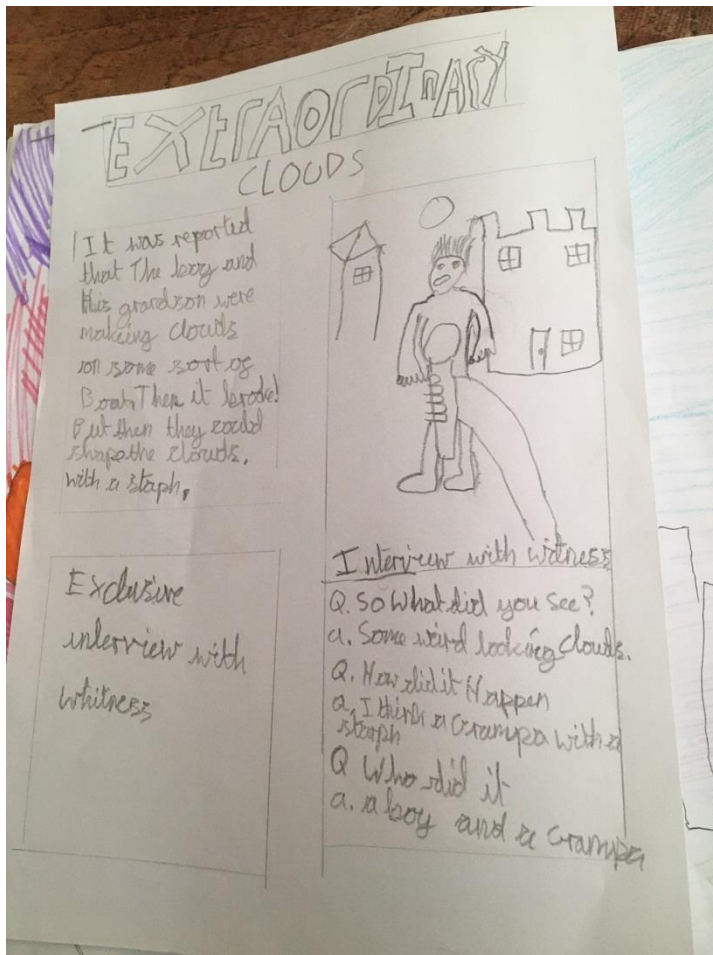 EXtrAOrDInARY
CLOUDS
It was reported
that The boy and
this grandson were
making clouds
on some sort of
Boat, Then it broke!
But then they could
shape the clouds.
with a staph.
Exclusive
interview with
whitness
Interview with witness
Q. So What did you see?
a. Some weird looking clouds.
Q. How did it Happen
a. I think a Grampa with a
starph
Q Who did it
a. a boy and a Grampa